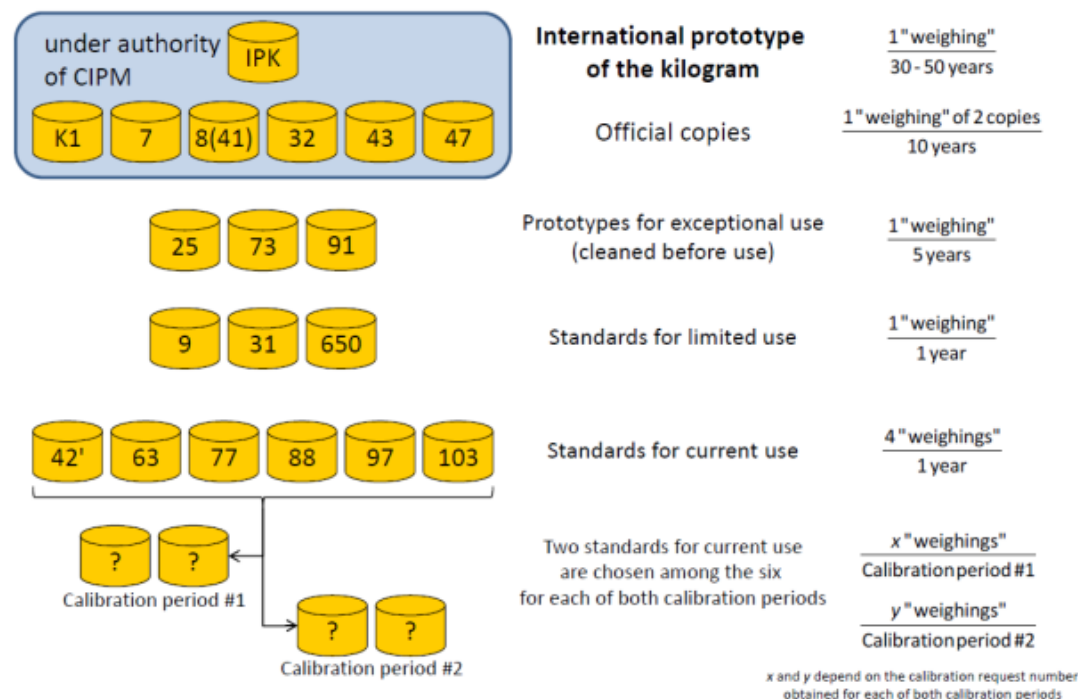 under authority
of CIPM
IPK
International prototype
of the kilogram
1 "weighing"
30 - 50 years
K1 7 8(41) 32 43 47
Official copies
1 "weighing" of 2 copies
10 years
25 73 91
Prototypes for exceptional use
(cleaned before use)
1 "weighing"
5 years
9 31 650
Standards for limited use
1 "weighing"
1 year
42' 63 77 88 97 103
Standards for current use
4 "weighings"
1 year
? ?
Calibration period #1
? ?
Calibration period #2
Two standards for current use
are chosen among the six
for each of both calibration periods
x "weighings"
Calibration period #1
y "weighings"
Calibration period #2
x and y depend on the calibration request number
obtained for each of both calibration periods